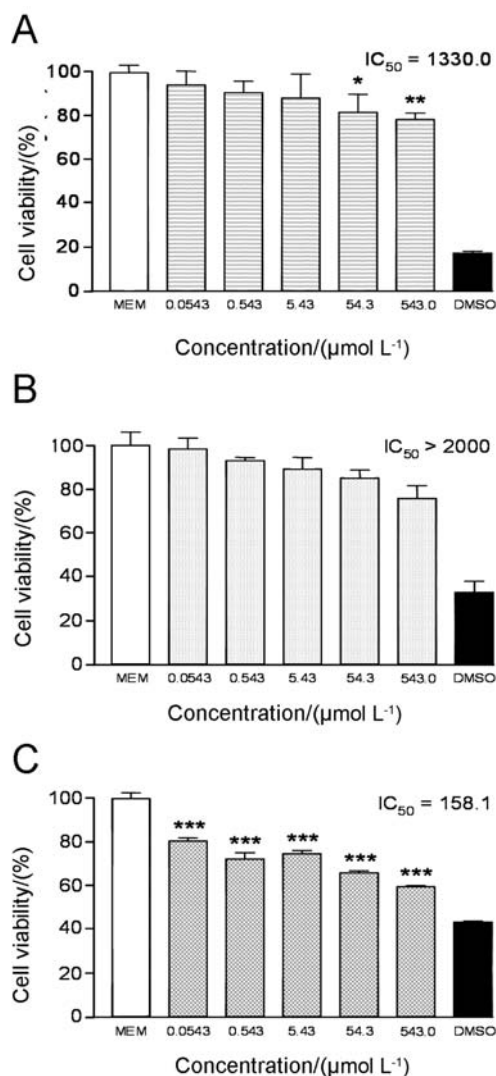 A
IC50 = 1330.0
* **
100
80
60
40
20
0
Cell viability/(%)
MEM 0.0543 0.543 5.43 54.3 543.0 DMSO
Concentration/(µmol L-1)
B
IC50 > 2000
100
80
60
40
20
0
Cell viability/(%)
MEM 0.0543 0.543 5.43 54.3 543.0 DMSO
Concentration/(µmol L-1)
C
IC50 = 158.1
*** *** *** *** ***
100
80
60
40
20
0
Cell viability/(%)
MEM 0.0543 0.543 5.43 54.3 543.0 DMSO
Concentration/(µmol L-1)